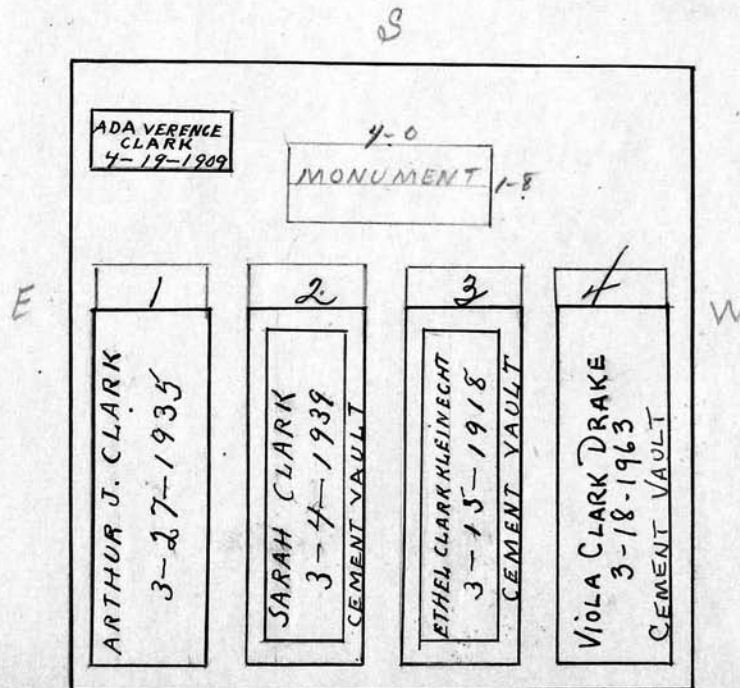 S
ADA VERENCE
CLARK
4-19-1909
4-0
MONUMENT
1-8
E
W
1
2
3
4
ARTHUR J. CLARK
3-27-1935
SARAH CLARK
3-4-1939
CEMENT VAULT
ETHEL CLARK KLEINECHT
3-15-1918
CEMENT VAULT
VIOLA CLARK DRAKE
3-18-1963
CEMENT VAULT